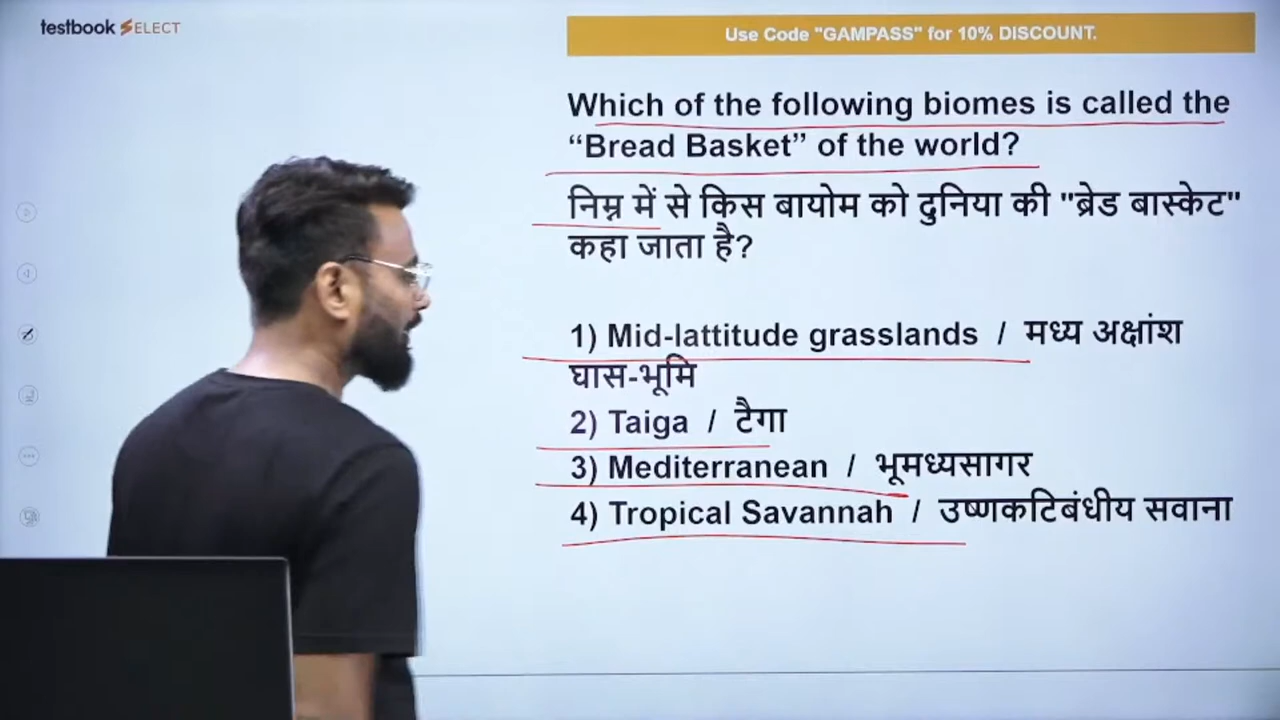 testbook SELECT
Use Code "GAMPASS" for 10% DISCOUNT.
Which of the following biomes is called the
“Bread Basket” of the world?
निम्न में से किस बायोम को दुनिया की "ब्रेड बास्केट"
कहा जाता है?
1) Mid-lattitude grasslands / मध्य अक्षांश
घास-भूमि
2) Taiga / टैगा
3) Mediterranean / भूमध्यसागर
4) Tropical Savannah / उष्णकटिबंधीय सवाना